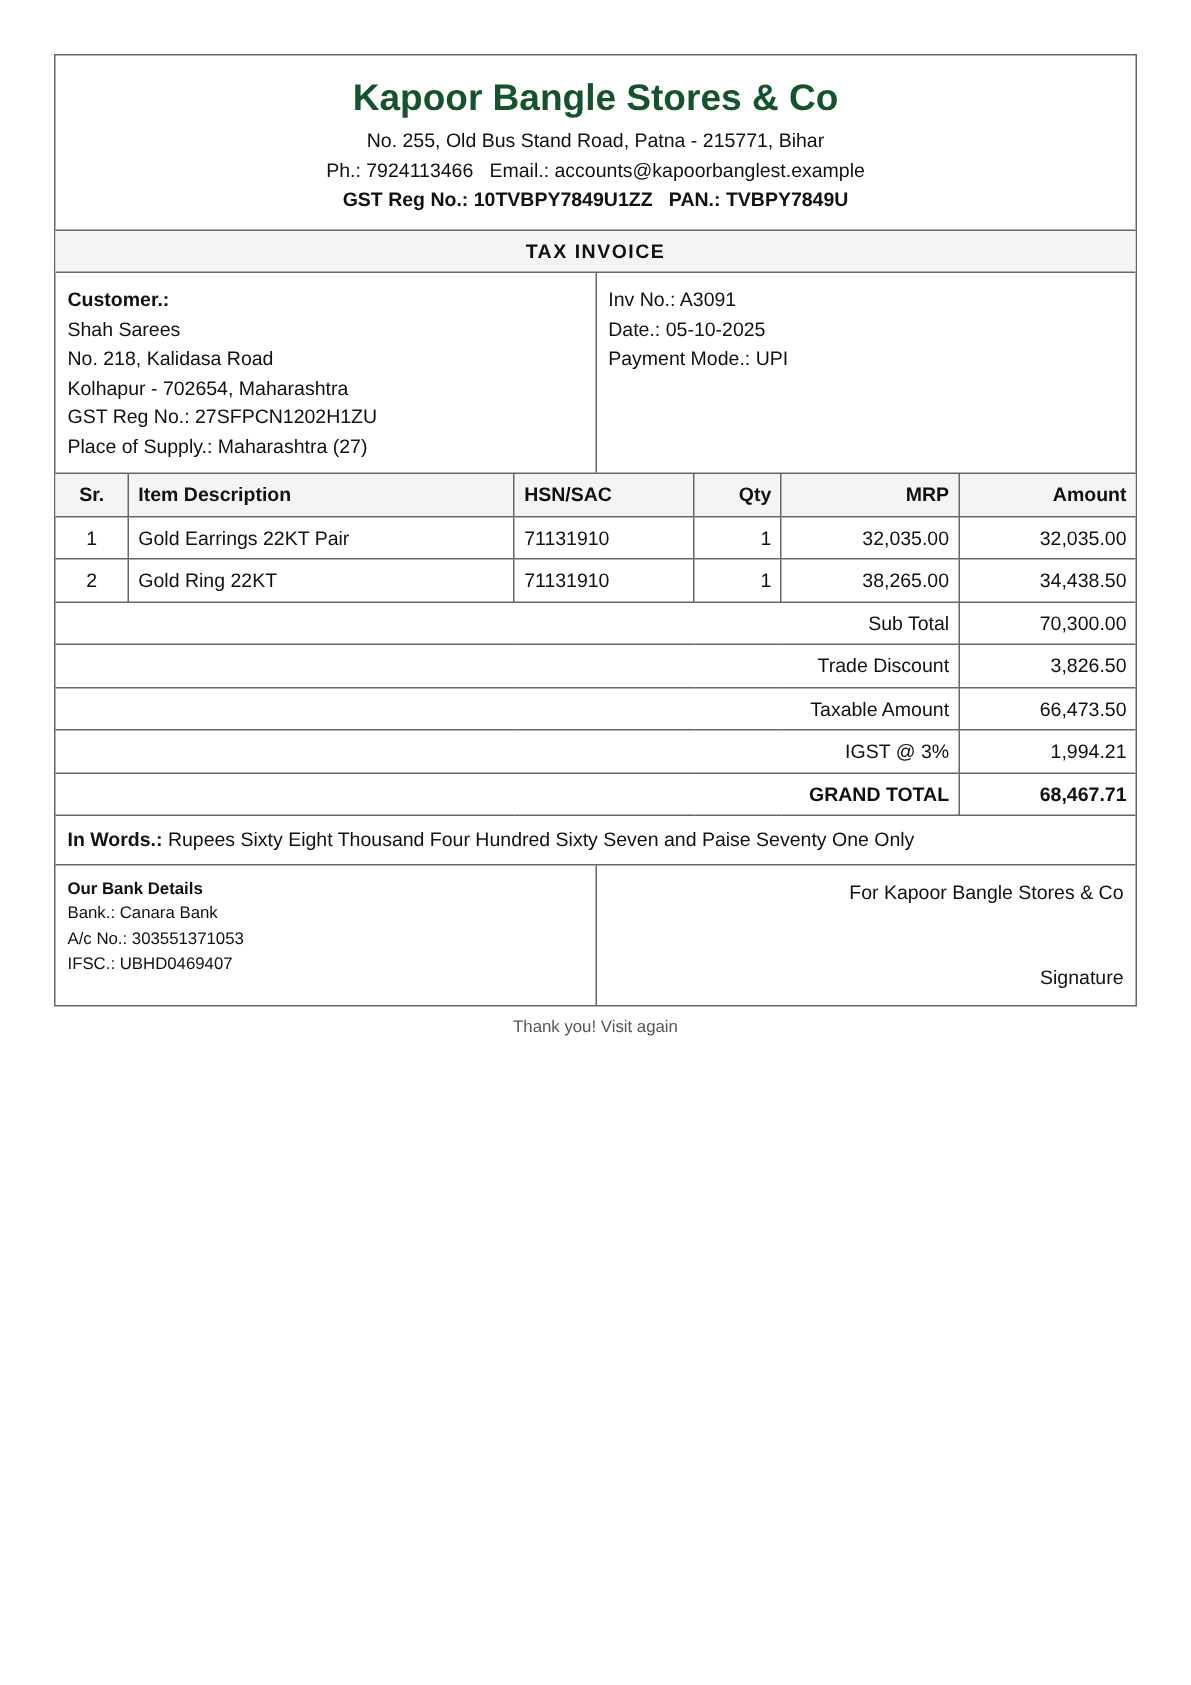 Kapoor Bangle Stores & Co
No. 255, Old Bus Stand Road, Patna - 215771, Bihar
Ph.: 7924113466 Email.: accounts@kapoorbanglest.example
GST Reg No.: 10TVBPY7849U1ZZ PAN.: TVBPY7849U
TAX INVOICE
Customer.:
Shah Sarees
No. 218, Kalidasa Road
Kolhapur - 702654, Maharashtra
GST Reg No.: 27SFPCN1202H1ZU
Place of Supply.: Maharashtra (27)
Inv No.: A3091
Date.: 05-10-2025
Payment Mode.: UPI
Sr. Item Description HSN/SAC Qty MRP Amount
1 Gold Earrings 22KT Pair 71131910 1 32,035.00 32,035.00
2 Gold Ring 22KT 71131910 1 38,265.00 34,438.50
Sub Total 70,300.00
Trade Discount 3,826.50
Taxable Amount 66,473.50
IGST @ 3% 1,994.21
GRAND TOTAL 68,467.71
In Words.: Rupees Sixty Eight Thousand Four Hundred Sixty Seven and Paise Seventy One Only
Our Bank Details
Bank.: Canara Bank
A/c No.: 303551371053
IFSC.: UBHD0469407
For Kapoor Bangle Stores & Co
Signature
Thank you! Visit again